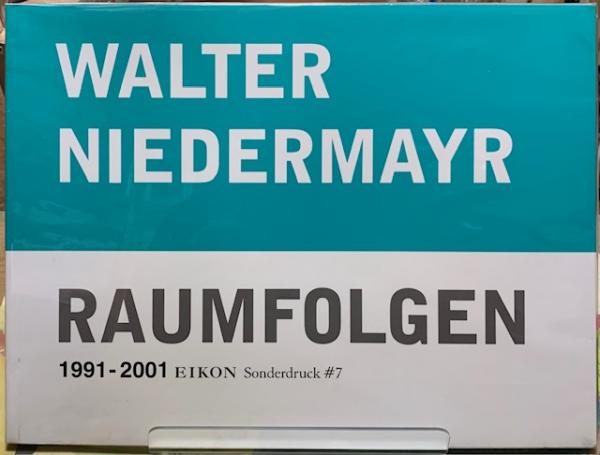 WALTER
NIEDERMAYR
RAUMFOLGEN
1991-2001 EIKON Sonderdruck #7